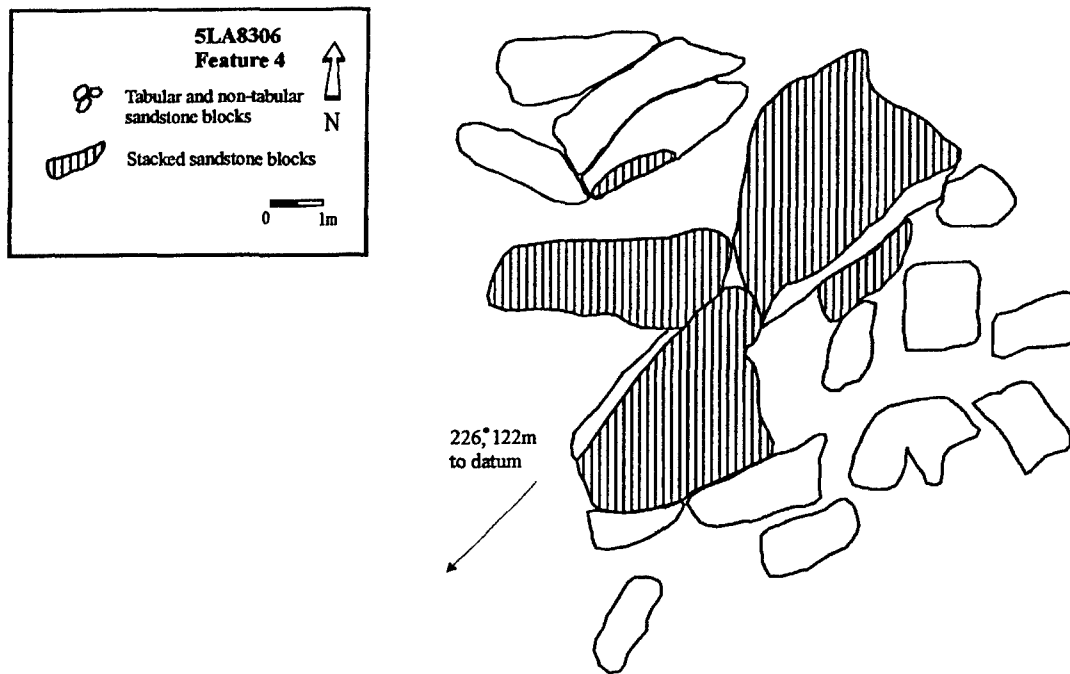 5LA8306
Feature 4
Tabular and non-tabular
sandstone blocks
N
Stacked sandstone blocks
0 1m
226,° 122m
to datum